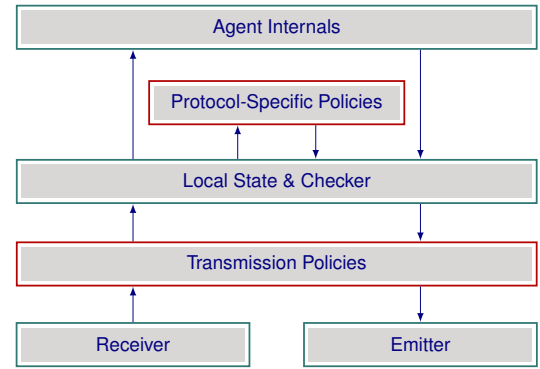 Agent Internals
Protocol-Specific Policies
Local State & Checker
Transmission Policies
Receiver
Emitter